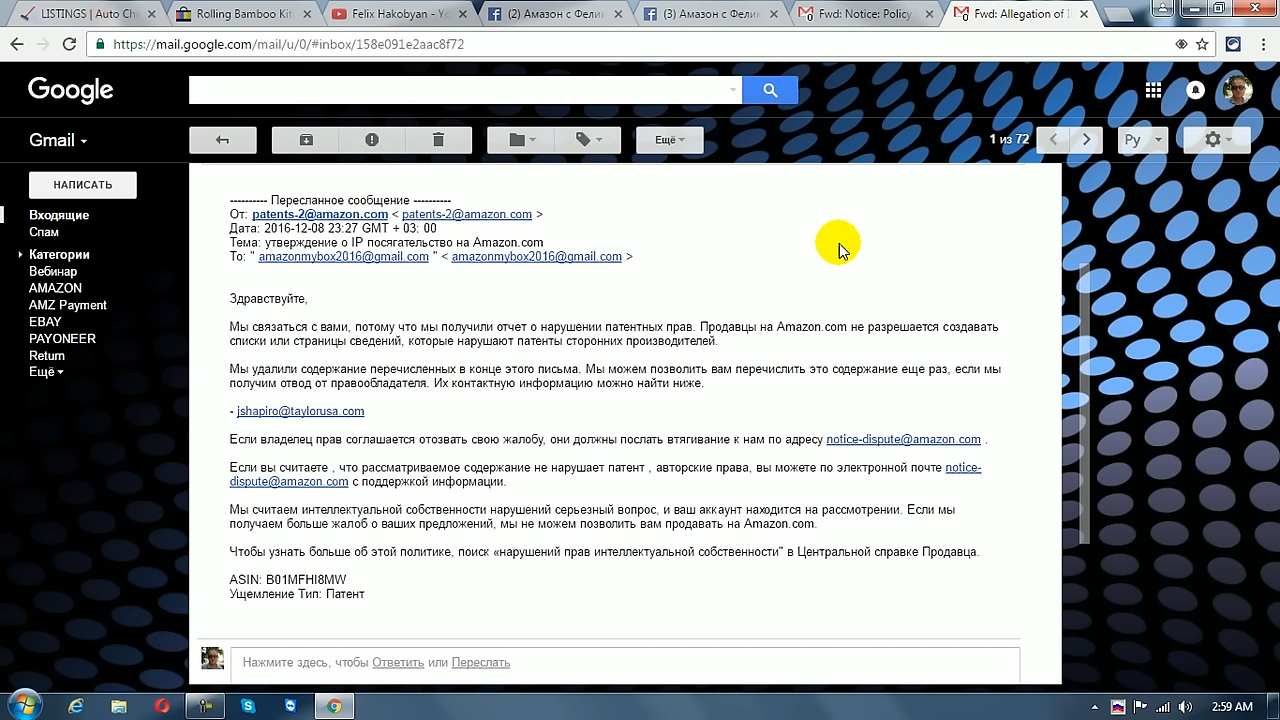 LISTINGS | Auto Ch
Rolling Bamboo Kit
Felix Hakobyan - Yo
(2) Амазон с Фели
(3) Амазон с Фели
Fwd: Notice: Policy
Fwd: Allegation of I
https://mail.google.com/mail/u/0/#inbox/158e091e2aac8f72
Google
Gmail
Ещё
1 из 72
Ру
НАПИСАТЬ
Входящие
Спам
Категории
Вебинар
AMAZON
AMZ Payment
EBAY
PAYONEER
Return
Ещё
---------- Пересланное сообщение ----------
От: patents-2@amazon.com < patents-2@amazon.com >
Дата: 2016-12-08 23:27 GMT + 03: 00
Тема: утверждение о IP посягательство на Amazon.com
То: " amazonmybox2016@gmail.com " < amazonmybox2016@gmail.com >
Здравствуйте,
Мы связаться с вами, потому что мы получили отчет о нарушении патентных прав. Продавцы на Amazon.com не разрешается создавать
списки или страницы сведений, которые нарушают патенты сторонних производителей.
Мы удалили содержание перечисленных в конце этого письма. Мы можем позволить вам перечислить это содержание еще раз, если мы
получим отвод от правообладателя. Их контактную информацию можно найти ниже.
- jshapiro@taylorusa.com
Если владелец прав соглашается отозвать свою жалобу, они должны послать втягивание к нам по адресу notice-dispute@amazon.com .
Если вы считаете , что рассматриваемое содержание не нарушает патент , авторские права, вы можете по электронной почте notice-
dispute@amazon.com с поддержкой информации.
Мы считаем интеллектуальной собственности нарушений серьезный вопрос, и ваш аккаунт находится на рассмотрении. Если мы
получаем больше жалоб о ваших предложений, мы не можем позволить вам продавать на Amazon.com.
Чтобы узнать больше об этой политике, поиск «нарушений прав интеллектуальной собственности" в Центральной справке Продавца.
ASIN: B01MFHI8MW
Ущемление Тип: Патент
Нажмите здесь, чтобы Ответить или Переслать
2:59 AM